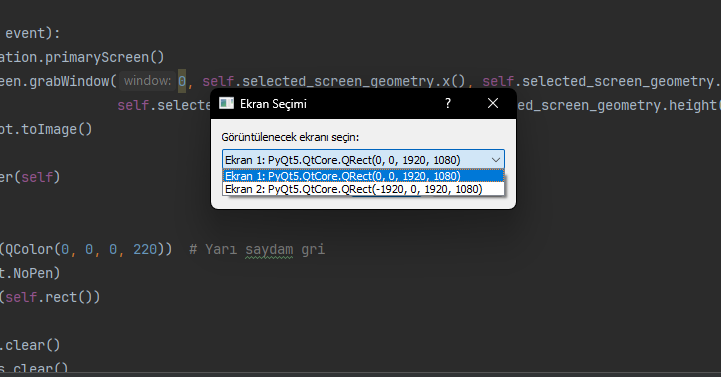 event):
ation.primaryScreen()
een.grabWindow( window: 0, self.selected_screen_geometry.x(), self.selected_screen_geometry.
self.selec
ed_screen_geometry.height(
Ekran Seçimi
?
ot.toImage()
Görüntülenecek ekranı seçin:
Ekran 1: PyQt5.QtCore.QRect(0, 0, 1920, 1080)
Ekran 1: PyQt5.QtCore.QRect(0, 0, 1920, 1080)
er(self)
Ekran 2: PyQt5.QtCore.QRect(-1920, 0, 1920, 1080)
(QColor(0, 0, 0, 220))  # Yarı saydam gri
t.NoPen)
(self.rect())
.clear()
s.clear()